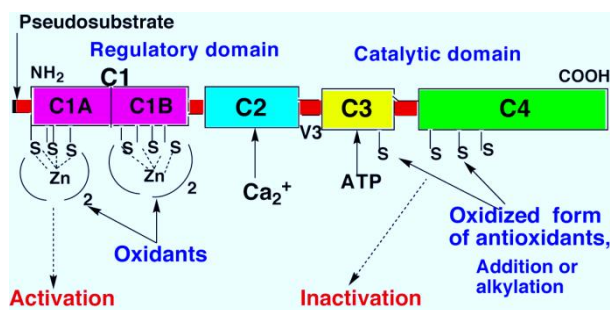 Pseudosubstrate
Regulatory domain
Catalytic domain
NH2
C1
COOH
C1A
C1B
C2
C3
C4
V3
S S S
S S S
S
S S S
Zn
Zn
2
2
Ca2+
ATP
Oxidants
Oxidized form
of antioxidants,
Addition or
alkylation
Activation
Inactivation